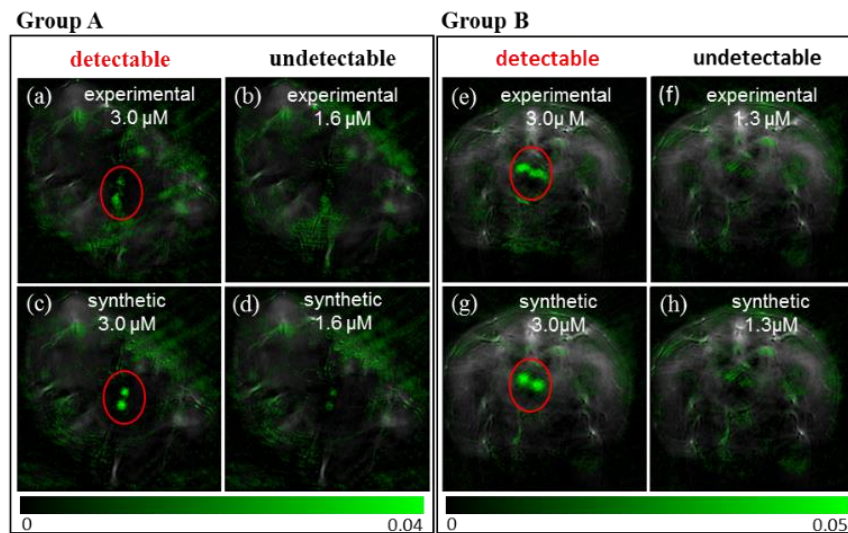 Group A
detectable undetectable
(a) experimental
3.0 μM
(b) experimental
1.6 μM
(c) synthetic
3.0 μM
(d) synthetic
1.6 μM
0 0.04
Group B
detectable undetectable
(e) experimental
3.0μ M
(f) experimental
1.3 μM
(g) synthetic
3.0μM
(h) synthetic
1.3μM
0 0.05